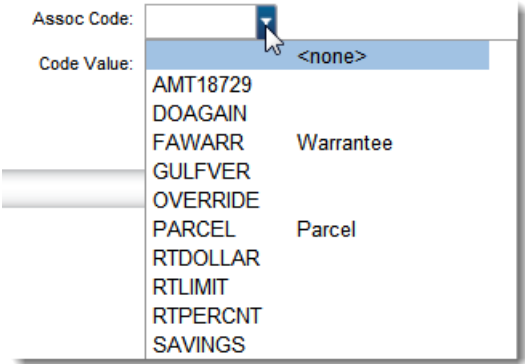 Assoc Code:
<none>
Code Value:
AMT18729
DOAGAIN
FAWARR Warrantee
GULFVER
OVERRIDE
PARCEL Parcel
RTDOLLAR
RTLIMIT
RTPERCNT
SAVINGS